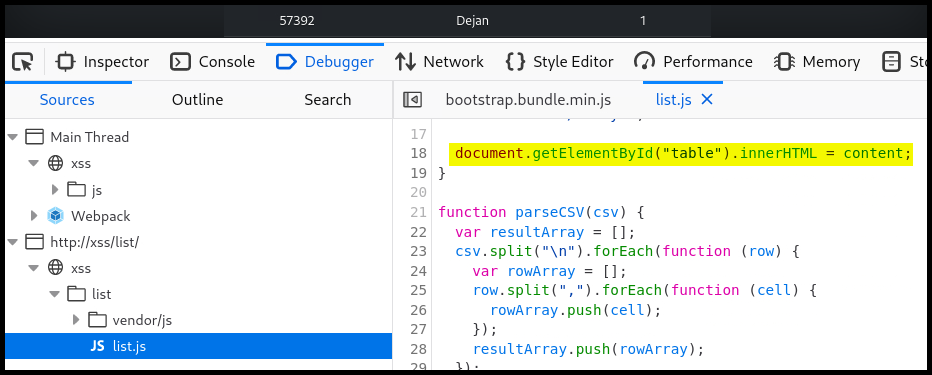 57392 Dejan 1
Inspector Console Debugger Network Style Editor Performance Memory
Sources Outline Search bootstrap.bundle.min.js list.js
Main Thread
xss
js
Webpack
http://xss/list/
xss
list
vendor/js
JS list.js
17
18 document.getElementById("table").innerHTML = content;
19 }
20
21 function parseCSV(csv) {
22 var resultArray = [];
23 csv.split("\n").forEach(function (row) {
24 var rowArray = [];
25 row.split(",").forEach(function (cell) {
26 rowArray.push(cell);
27 });
28 resultArray.push(rowArray);
29 });